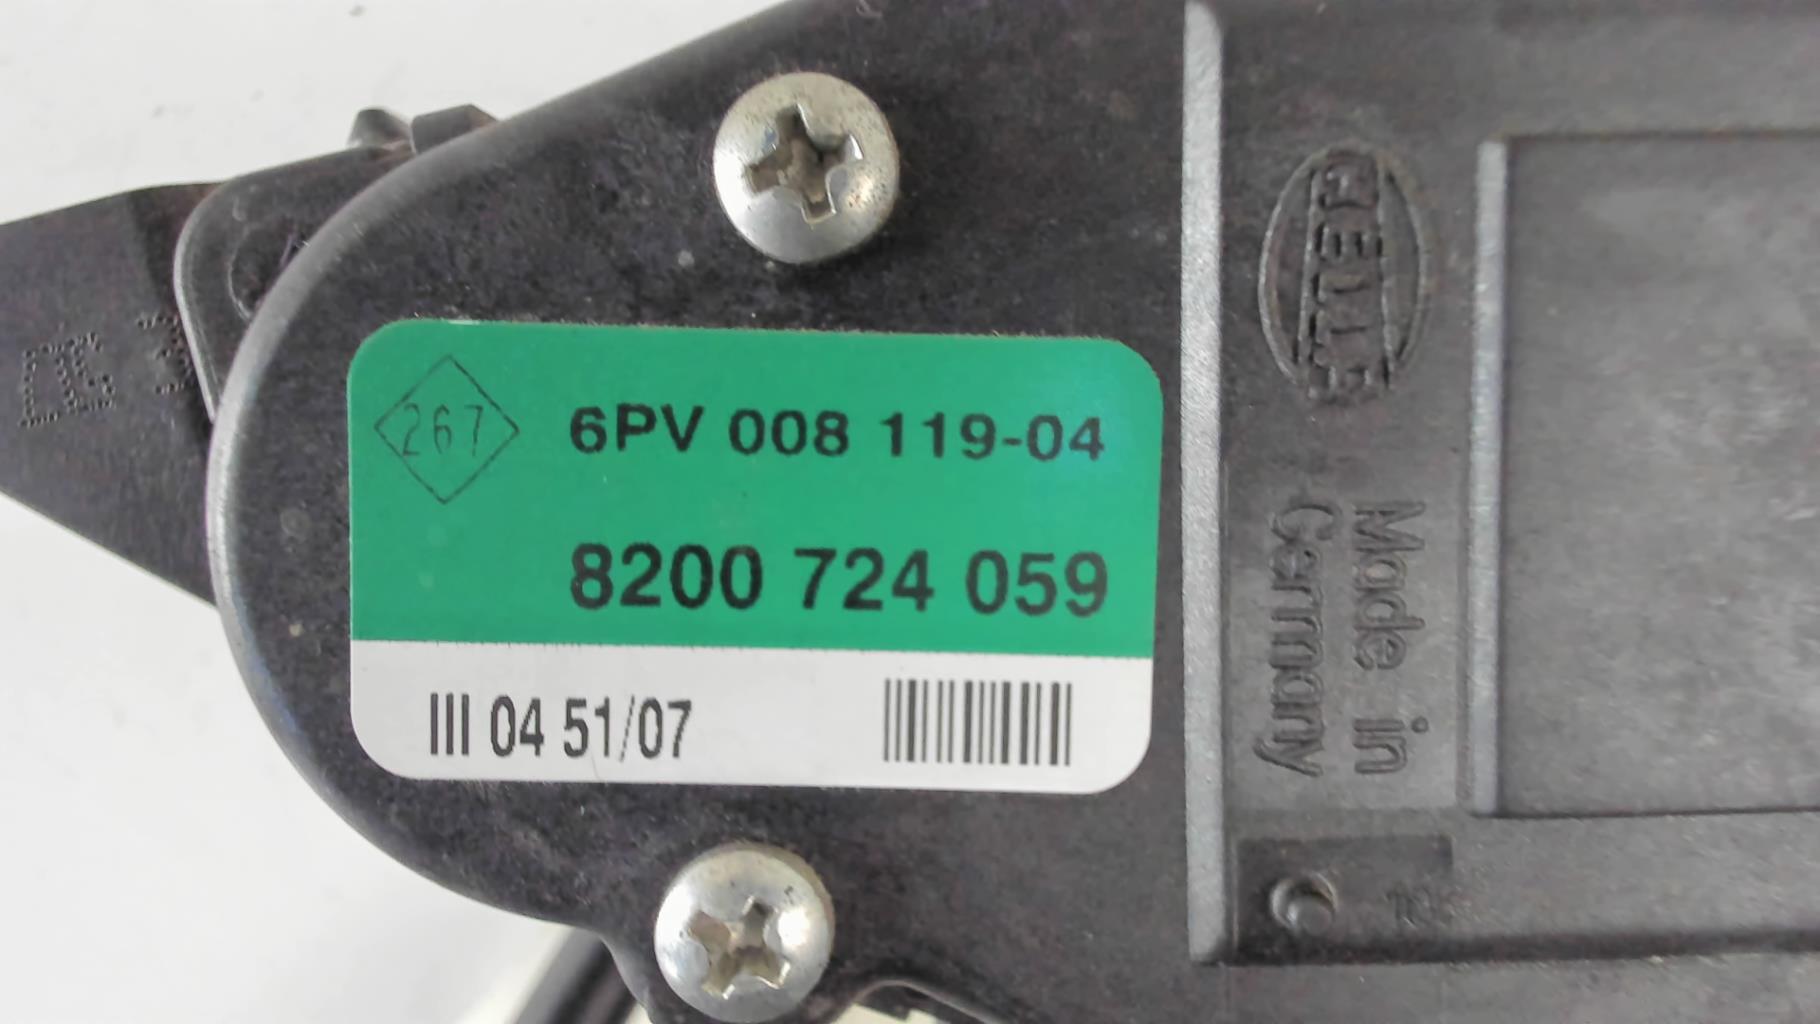 267
6PV 008 119-04
8200 724 059
III 04 51/07
HELLA
Made in
Germany